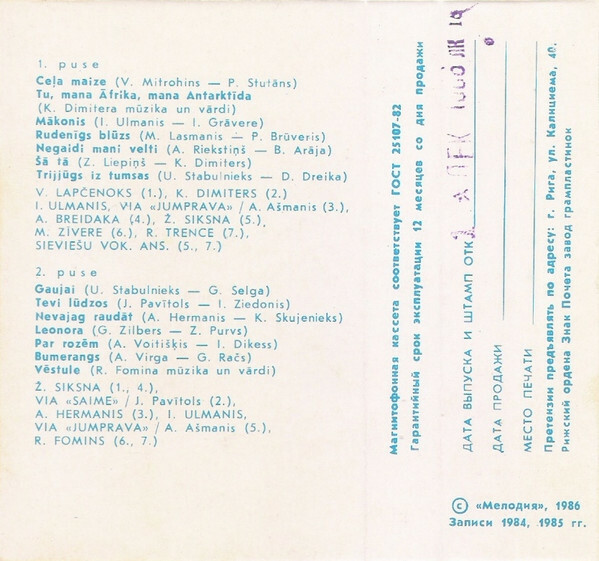 1. puse
Ceļa maize (V. Mitrohins — P. Stutāns)
Tu, mana Āfrika, mana Antarktīda
(K. Dimitera mūzika un vārdi)
Mākonis (I. Ulmanis — I. Grāvere)
Rudenīgs blūzs (M. Lasmanis — P. Brūveris)
Negaidi mani velti (A. Riekstiņš — B. Arāja)
Šā tā (Z. Liepiņš — K. Dimiters)
Trijjūgs iz tumsas (U. Stabulnieks — D. Dreika)
V. LAPČENOKS (1.), K. DIMITERS (2.)
I. ULMANIS, VIA «JUMPRAVA» / A. Ašmanis (3.),
A. BREIDAKA (4.), Ž. SIKSNA (5.),
M. ZĪVERE (6.), R. TRENCE (7.).
SIEVIEŠU VOK. ANS. (5., 7.)
2. puse
Gaujai (U. Stabulnieks — G. Selga)
Tevi lūdzos (J. Pavītols — I. Ziedonis)
Nevajag raudāt (A. Hermanis — K. Skujenieks)
Leonora (G. Zilbers — Z. Purvs)
Par rozēm (A. Voitišķis — I. Dikess)
Bumerangs (A. Virga — G. Račs)
Vēstule (R. Fomina mūzika un vārdi)
Ž. SIKSNA (1., 4.),
VIA «SAIME» / J. Pavītols (2.),
A. HERMANIS (3.), I. ULMANIS,
VIA «JUMPRAVA» / A. Ašmanis (5.),
R. FOMINS (6., 7.)
Магнитофонная кассета соответствует ГОСТ 25107-82
Гарантийный срок эксплуатации 12 месяцев со дня продажи
ДАТА ВЫПУСКА И ШТАМП ОТК
ДАТА ПРОДАЖИ
МЕСТО ПЕЧАТИ
Претензии предъявлять по адресу: г. Рига, ул. Калнциема, 40.
Рижский ордена Знак Почета завод грампластинок
© «Мелодия», 1986
Записи 1984, 1985 гг.